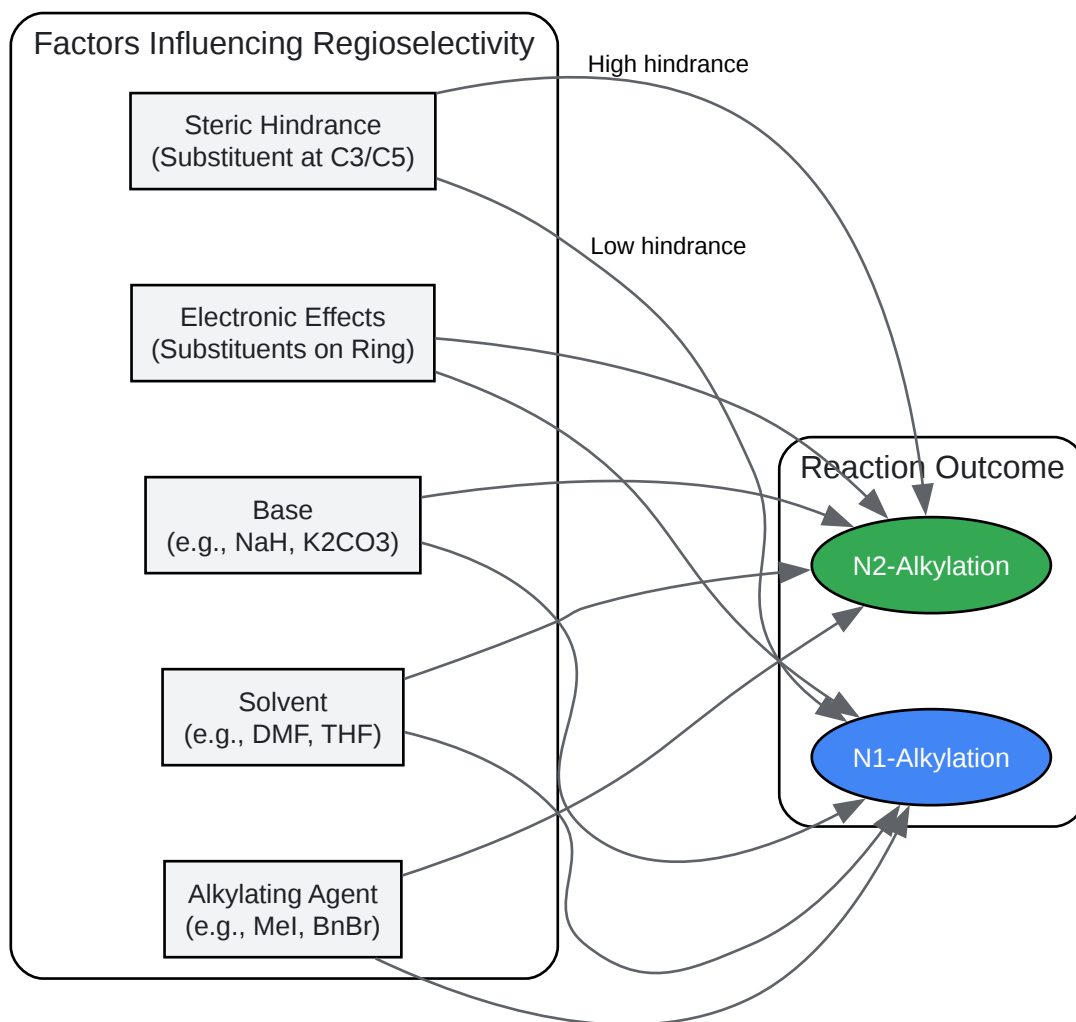 Factors Influencing Regioselectivity
High hindrance
Steric Hindrance
(Substituent at C3/C5)
Low hindrance
Electronic Effects
(Substituents on Ring)
Reaction Outcome
Base
(e.g., NaH, K2CO3)
N2-Alkylation
Solvent
(e.g., DMF, THF)
N1-Alkylation
Alkylating Agent
(e.g., MeI, BnBr)